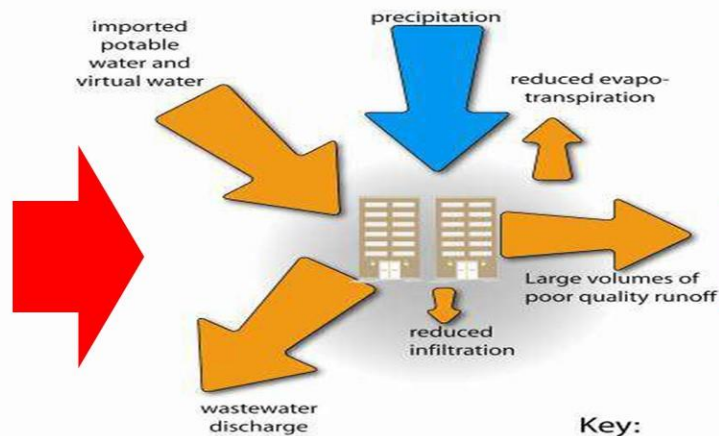 imported
potable
water and
virtual water
precipitation
reduced evapo-
transpiration
Large volumes of
poor quality runoff
reduced
infiltration
wastewater
discharge
Key: